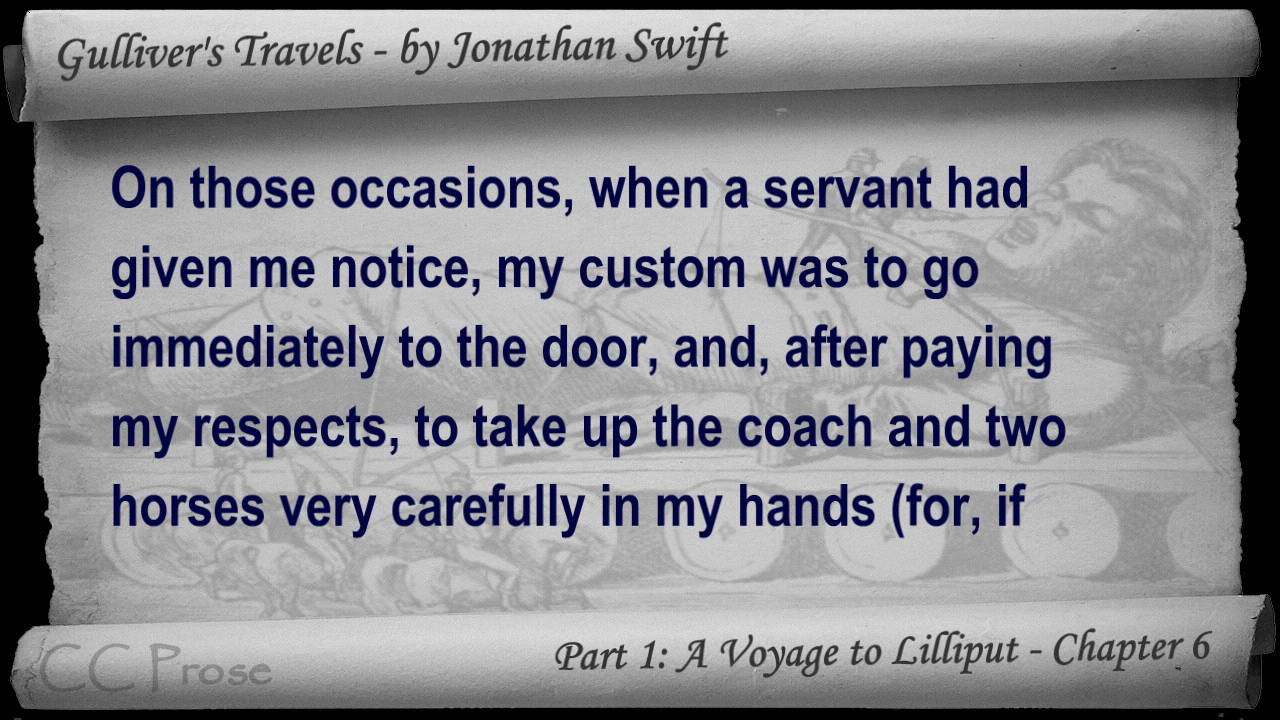 Gulliver's Travels - by Jonathan Swift
On those occasions, when a servant had
given me notice, my custom was to go
immediately to the door, and, after paying
my respects, to take up the coach and two
horses very carefully in my hands (for, if
Part 1: A Voyage to Lilliput - Chapter 6
CC Prose